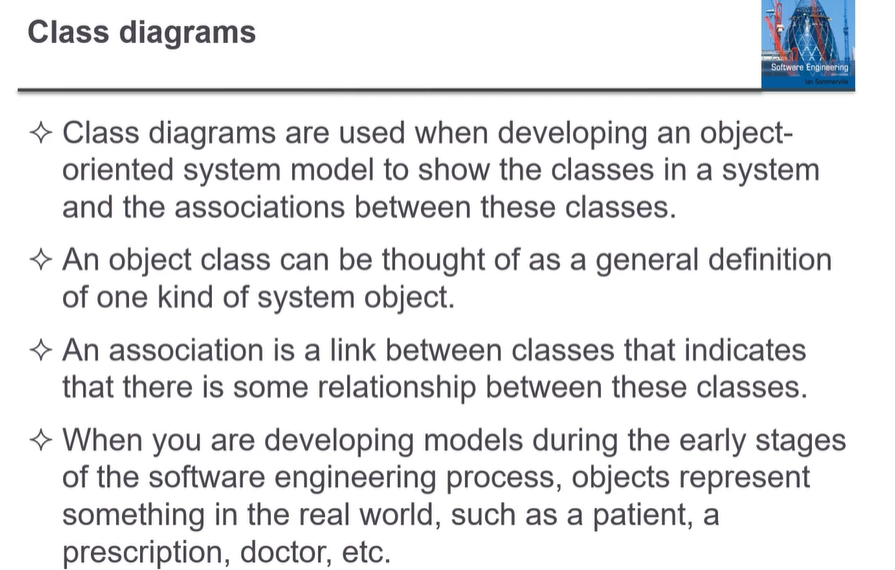 Class diagrams
Software Engineering
Ian Sommerville
✧ Class diagrams are used when developing an object-
oriented system model to show the classes in a system
and the associations between these classes.
✧ An object class can be thought of as a general definition
of one kind of system object.
✧ An association is a link between classes that indicates
that there is some relationship between these classes.
✧ When you are developing models during the early stages
of the software engineering process, objects represent
something in the real world, such as a patient, a
prescription, doctor, etc.